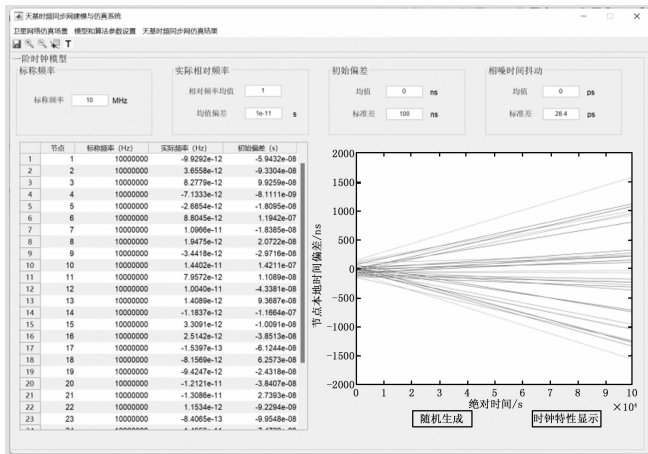 天基时频同步网建模与仿真系统
卫星网络仿真场景 模型和算法参数设置 天基时频同步网仿真结果
T
一阶时钟模型
标称频率 实际相对频率 初始偏差 相噪时间抖动
标称频率 10 MHz 相对频率均值 1 均值 0 ns 均值 0 ps
均值偏差 1e-11 s 标准差 100 ns 标准差 28.4 ps
节点 标称频率 (Hz) 实际频率 (Hz) 初始偏差 (s)
1 1 10000000 -9.9292e-12 -5.9432e-08
2 2 10000000 3.6558e-12 -9.3304e-08
3 3 10000000 8.2779e-12 9.9259e-08
4 4 10000000 -7.1333e-12 -8.1111e-09
5 5 10000000 -2.6854e-12 -1.8095e-08
6 6 10000000 8.8045e-12 1.1942e-07
7 7 10000000 1.0966e-11 -1.8385e-08
8 8 10000000 1.9475e-12 2.0722e-08
9 9 10000000 -3.4418e-12 -2.9716e-08
10 10 10000000 1.4402e-11 1.4211e-07
11 11 10000000 7.9572e-12 1.1089e-08
12 12 10000000 1.0040e-11 -4.3381e-08
13 13 10000000 1.4089e-12 9.3687e-08
14 14 10000000 -1.1837e-12 -1.1664e-07
15 15 10000000 3.3091e-12 -1.0091e-08
16 16 10000000 2.5142e-12 -3.8513e-08
17 17 10000000 -1.5397e-13 -6.1244e-08
18 18 10000000 -8.1569e-12 6.2573e-08
19 19 10000000 -9.4247e-12 -2.4318e-08
20 20 10000000 -1.2121e-11 -3.8407e-08
21 21 10000000 -1.3086e-11 2.7393e-08
22 22 10000000 1.1534e-12 -9.2294e-09
23 23 10000000 -8.4065e-13 -9.9548e-08
节点本地时间偏差/ns
2000
1500
1000
500
0
-500
-1000
-1500
-2000
0 1 2 3 4 5 6 7 8 9 10
绝对时间/s
×10⁶
随机生成 时钟特性显示